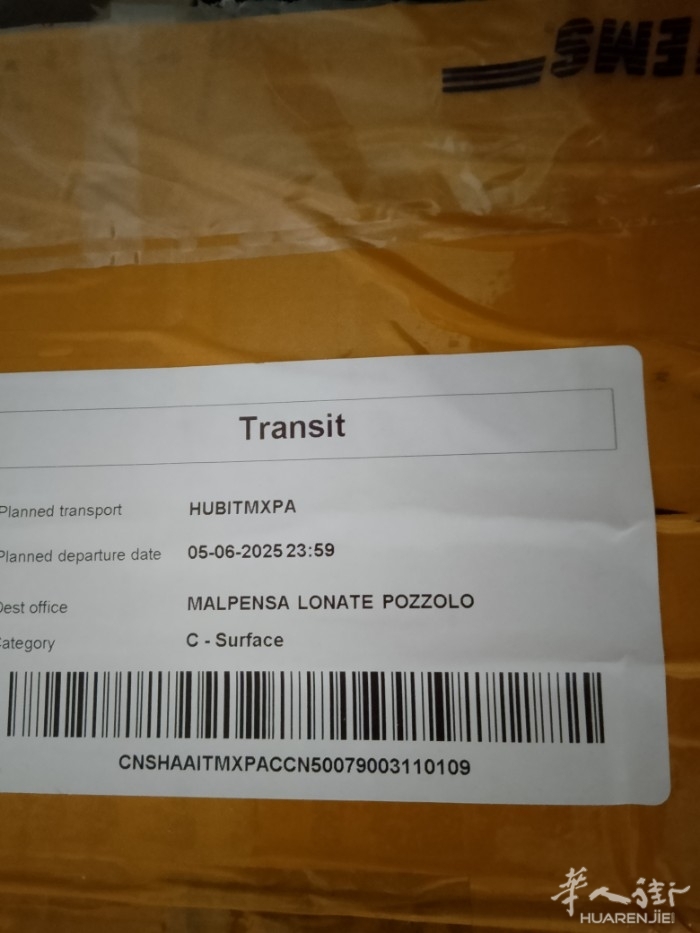 EMS
Transit
Planned transport HUBITMXPA
Planned departure date 05-06-2025 23:59
Dest office MALPENSA LONATE POZZOLO
Category C - Surface
CNSHAAITMXPACCN50079003110109
華人街
HUARENJIE